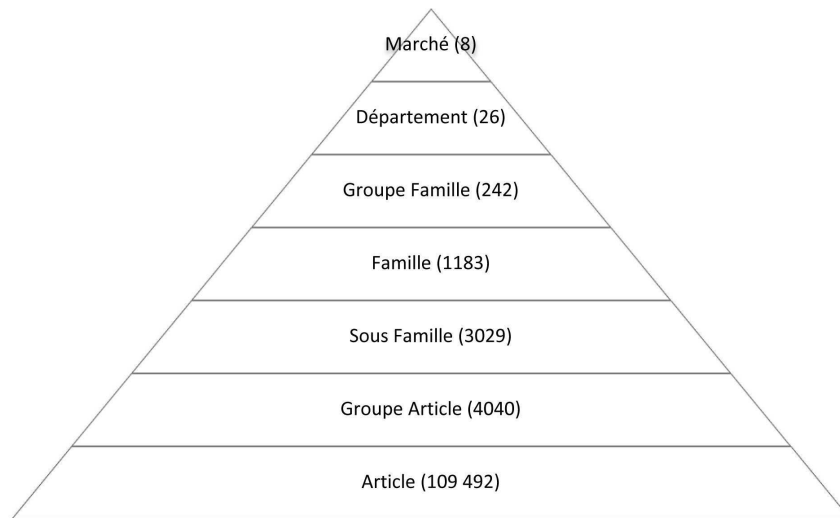 Marché (8)
Département (26)
Groupe Famille (242)
Famille (1183)
Sous Famille (3029)
Groupe Article (4040)
Article (109 492)